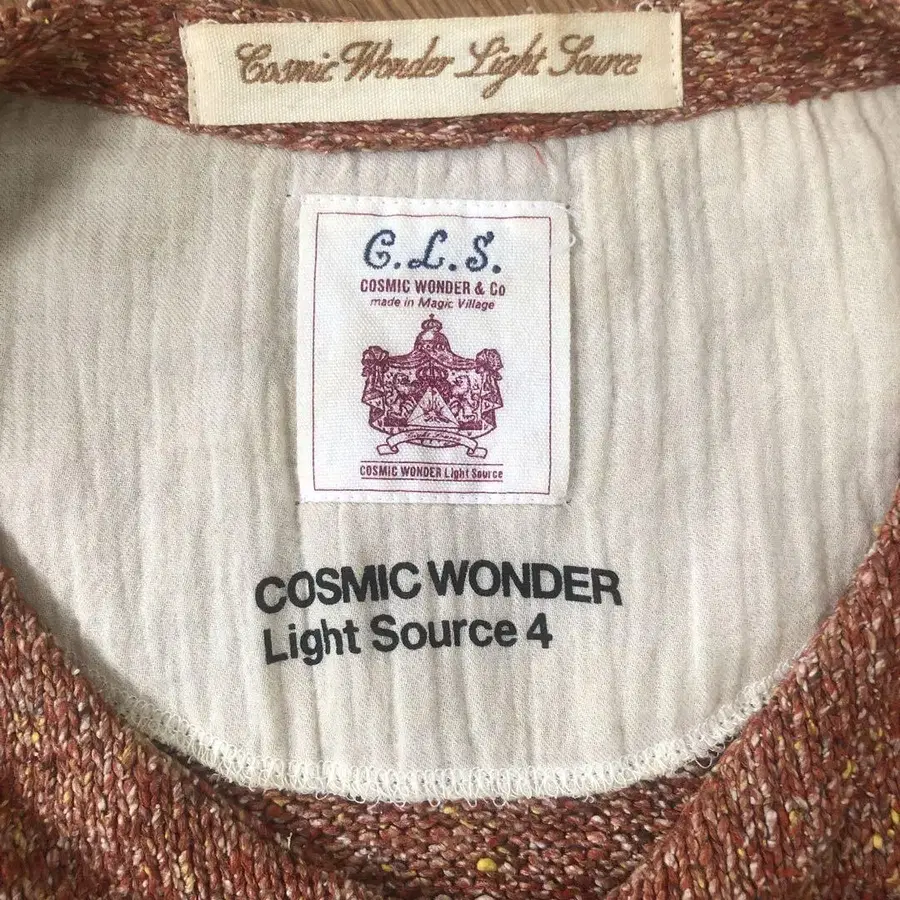 Cosmic Wonder Light Source
C.L.S.
COSMIC WONDER & Co
made in Magic Village
COSMIC WONDER Light Source
COSMIC WONDER
Light Source 4